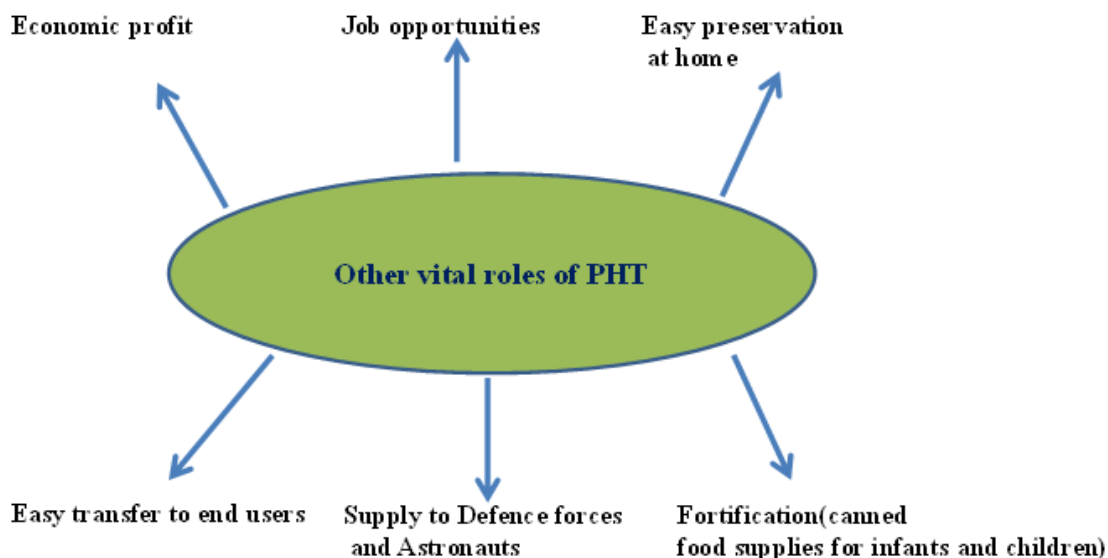 Economic profit
Job opportunities
Easy preservation
at home
Other vital roles of PHT
Easy transfer to end users
Supply to Defence forces
and Astronauts
Fortification(canned
food supplies for infants and children)